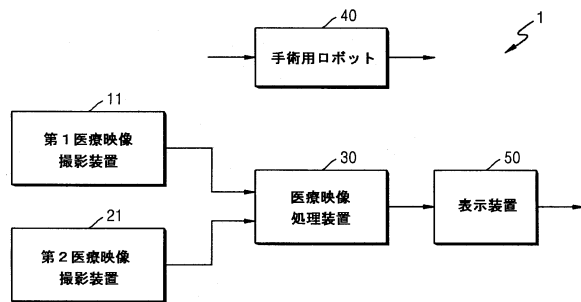 40
1
手術用ロボット
11
第1医療映像
撮影装置
30
医療映像
処理装置
50
表示装置
21
第2医療映像
撮影装置